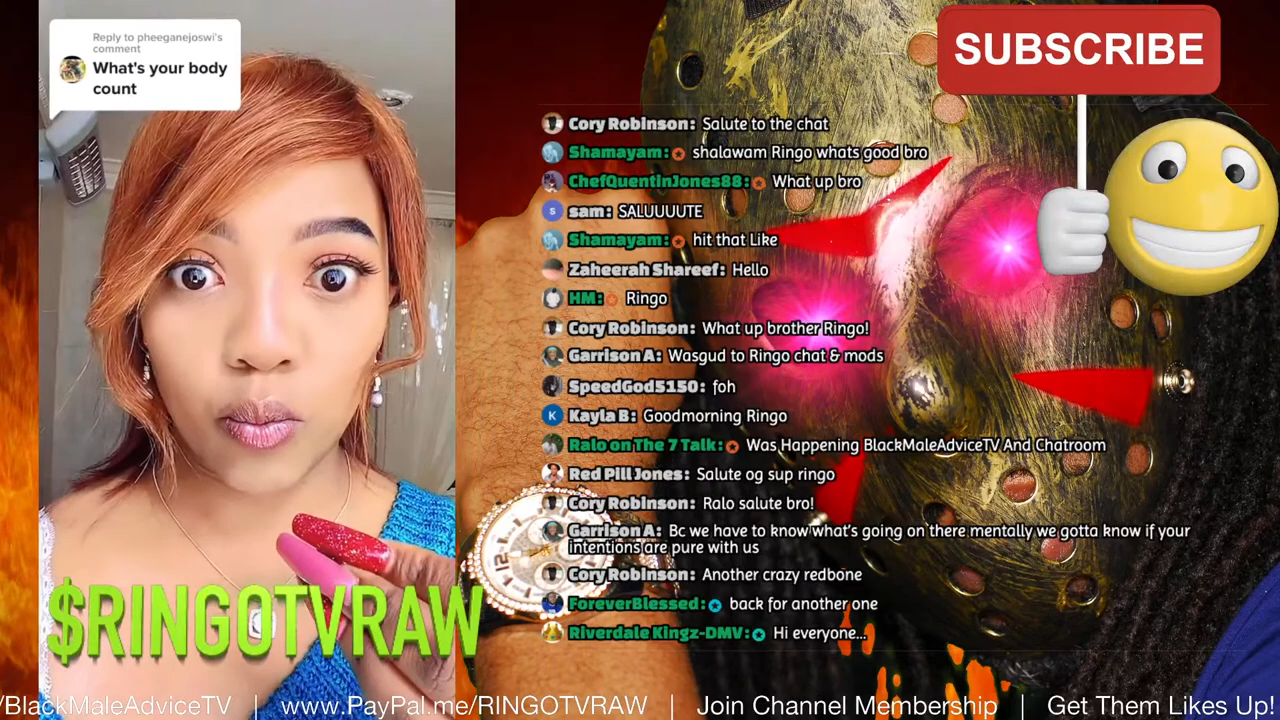 Reply to pheeganejoswi's
comment
What's your body
count
SUBSCRIBE
Cory Robinson: Salute to the chat
Shamayam: shalawam Ringo whats good bro
ChefQuentinJones88: What up bro
S sam: SALUUUUTE
Shamayam: hit that Like
Zaheerah Shareef: Hello
HM: Ringo
Cory Robinson: What up brother Ringo!
Garrison A: Wasgud to Ringo chat & mods
SpeedGod5150: foh
K Kayla B: Goodmorning Ringo
Ralo on The 7 Talk: Was Happening BlackMaleAdviceTV And Chatroom
Red Pill Jones: Salute og sup ringo
Cory Robinson: Ralo salute bro!
Garrison A: Bc we have to know what's going on there mentally we gotta know if your
intentions are pure with us
Cory Robinson: Another crazy redbone
ForeverBlessed: back for another one
Riverdale Kingz-DMV: Hi everyone...
$RINGOTVRAW
/BlackMaleAdviceTV | www.PayPal.me/RINGOTVRAW | Join Channel Membership | Get Them Likes Up!